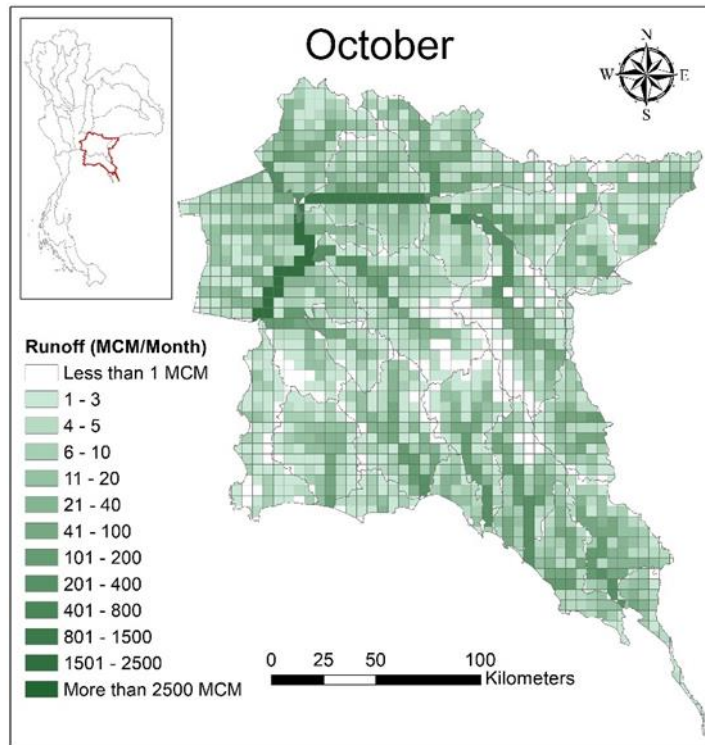 October
N
W E
S
Runoff (MCM/Month)
Less than 1 MCM
1 - 3
4 - 5
6 - 10
11 - 20
21 - 40
41 - 100
101 - 200
201 - 400
401 - 800
801 - 1500
1501 - 2500
More than 2500 MCM
0 25 50 100
Kilometers